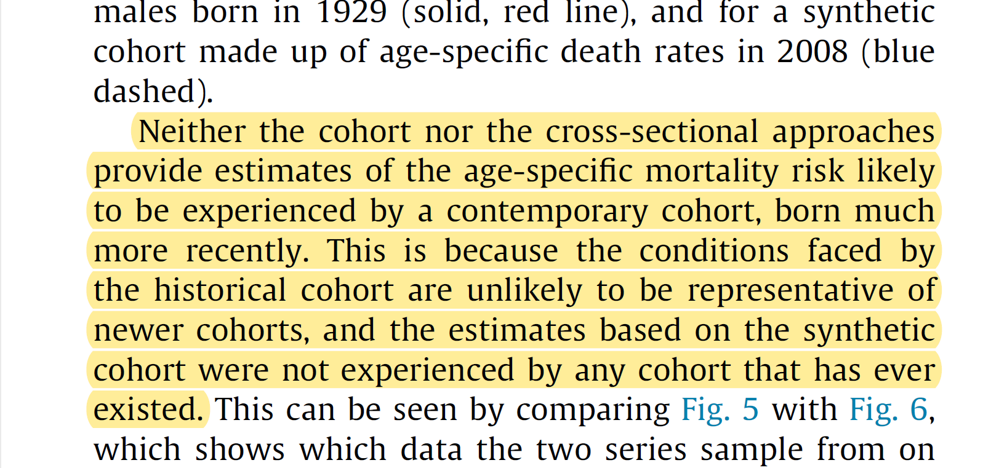 males born in 1929 (solid, red line), and for a synthetic
cohort made up of age-specific death rates in 2008 (blue
dashed).
Neither the cohort nor the cross-sectional approaches
provide estimates of the age-specific mortality risk likely
to be experienced by a contemporary cohort, born much
more recently. This is because the conditions faced by
the historical cohort are unlikely to be representative of
newer cohorts, and the estimates based on the synthetic
cohort were not experienced by any cohort that has ever
existed. This can be seen by comparing Fig. 5 with Fig. 6,
which shows which data the two series sample from on